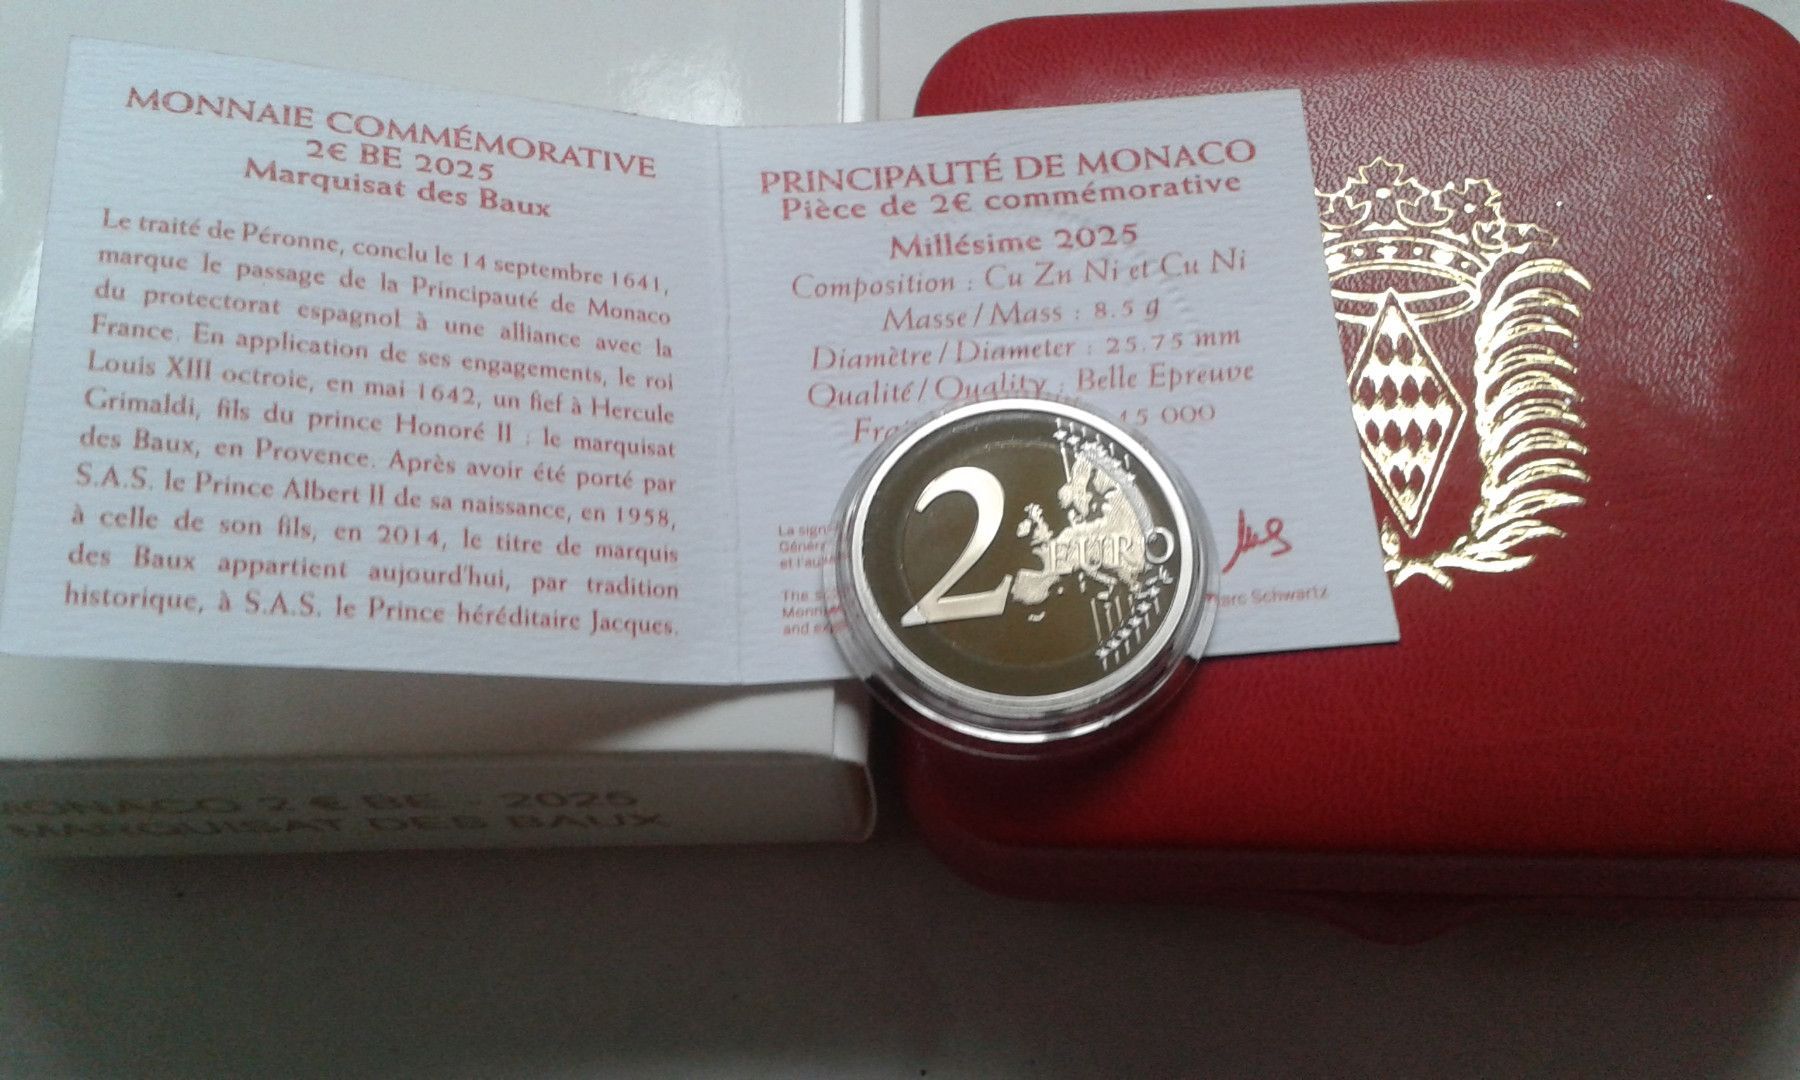 MONNAIE COMMÉMORATIVE
2€ BE 2025
Marquisat des Baux
Le traité de Péronne, conclu le 14 septembre 1641,
marque le passage de la Principauté de Monaco
du protectorat espagnol à une alliance avec la
France. En application de ses engagements, le roi
Louis XIII octroie, en mai 1642, un fief à Hercule
Grimaldi, fils du prince Honoré II : le marquisat
des Baux, en Provence. Après avoir été porté par
S.A.S. le Prince Albert II de sa naissance, en 1958,
à celle de son fils, en 2014, le titre de marquis
des Baux appartient aujourd'hui, par tradition
historique, à S.A.S. le Prince héréditaire Jacques.
PRINCIPAUTÉ DE MONACO
Pièce de 2€ commémorative
Millésime 2025
Composition : Cu Zn Ni et Cu Ni
Masse/Mass : 8.5 g
Diamètre/Diameter : 25.75 mm
Qualité/Quality : Belle Epreuve
15 000
La
et
The
and
Schwartz
2 EURO
MONACO 2 € BE - 2025
MARQUISAT DES BAUX